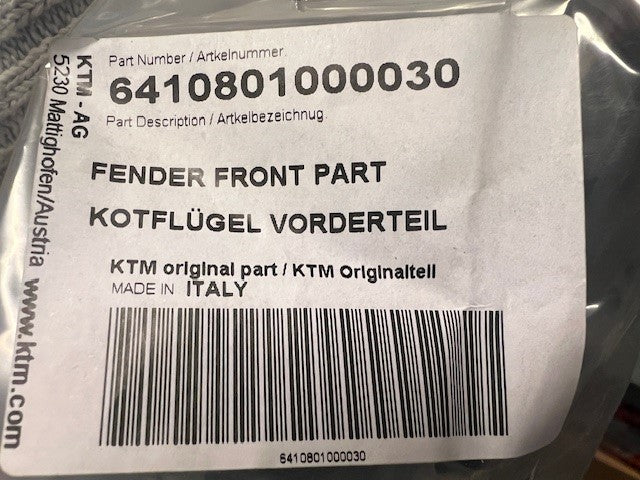 Part Number / Artkelnummer
6410801000030
Part Description / Artkelbezeichnug
FENDER FRONT PART
KOTFLÜGEL VORDERTEIL
KTM original part / KTM Originalteil
MADE IN ITALY
6410801000030
KTM - AG
5230 Mattighofen/Austria www.ktm.com